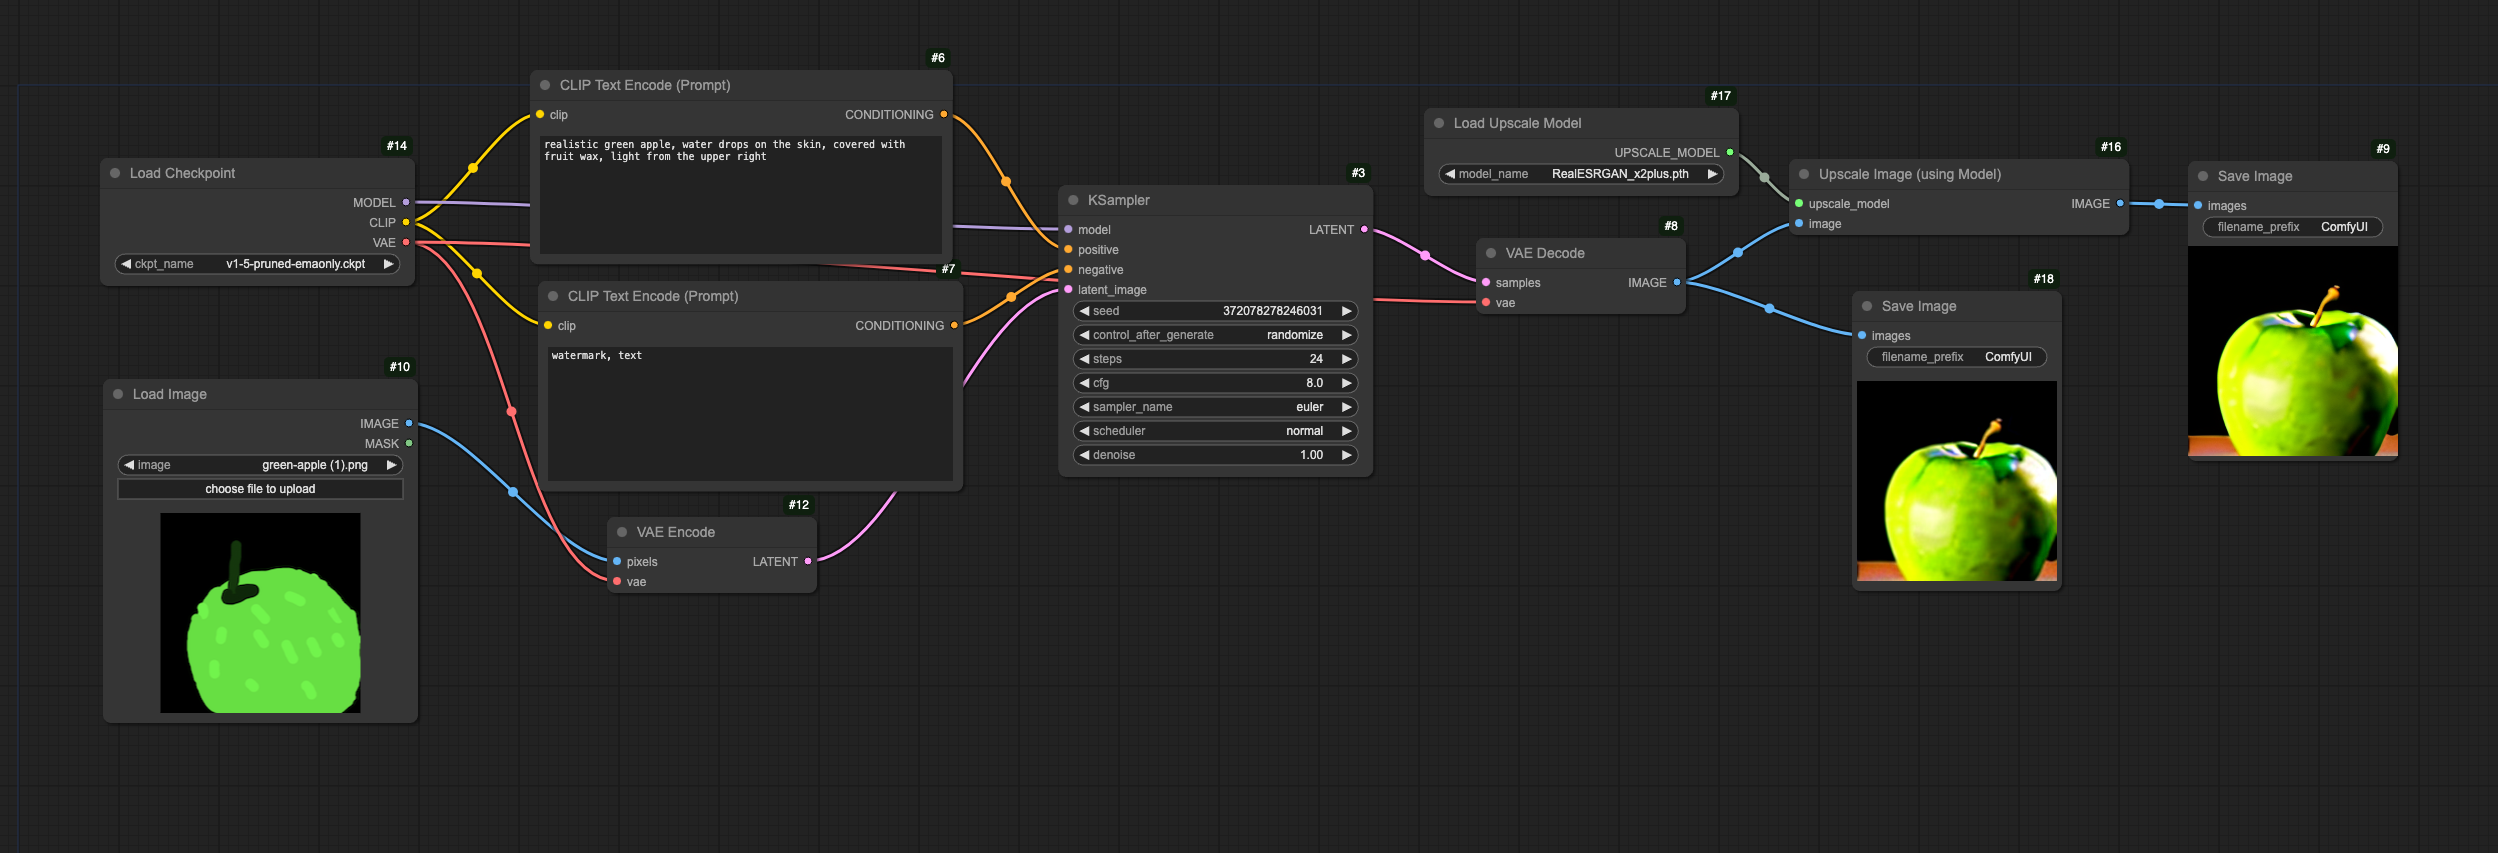 #14
Load Checkpoint
MODEL
CLIP
VAE
ckpt_name v1-5-pruned-emaonly.ckpt
#10
Load Image
IMAGE
MASK
image green-apple (1).png
choose file to upload
#6
CLIP Text Encode (Prompt)
clip CONDITIONING
realistic green apple, water drops on the skin, covered with
fruit wax, light from the upper right
#7
CLIP Text Encode (Prompt)
clip CONDITIONING
watermark, text
#12
VAE Encode
pixels LATENT
vae
#3
KSampler
model LATENT
positive
negative
latent_image
seed 372078278246031
control_after_generate randomize
steps 24
cfg 8.0
sampler_name euler
scheduler normal
denoise 1.00
#17
Load Upscale Model
UPSCALE_MODEL
model_name RealESRGAN_x2plus.pth
#8
VAE Decode
samples IMAGE
vae
#16
Upscale Image (using Model)
upscale_model IMAGE
image
#18
Save Image
images
filename_prefix ComfyUI
#9
Save Image
images
filename_prefix ComfyUI